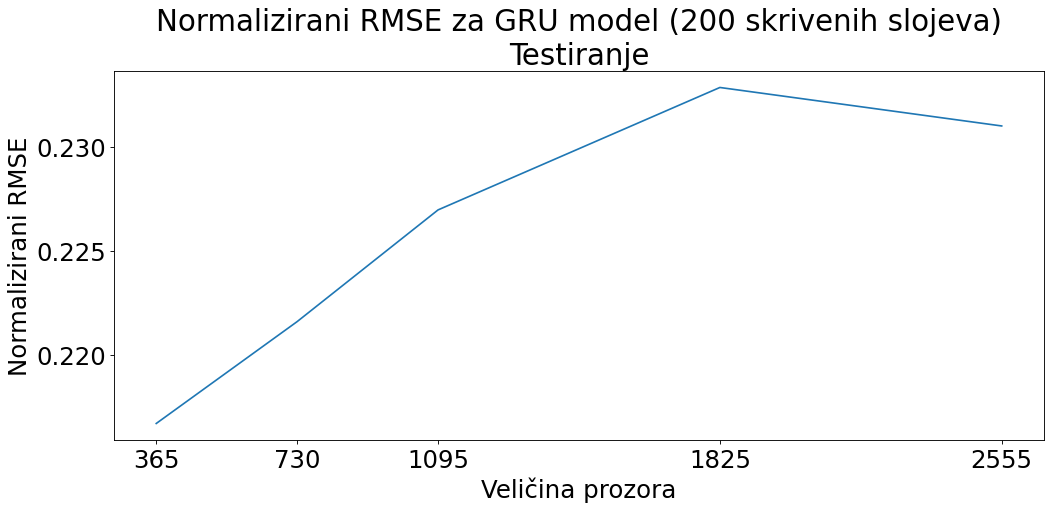 Normalizirani RMSE za GRU model (200 skrivenih slojeva)
Testiranje
Normalizirani RMSE
0.230
0.225
0.220
365 730 1095 1825 2555
Veličina prozora